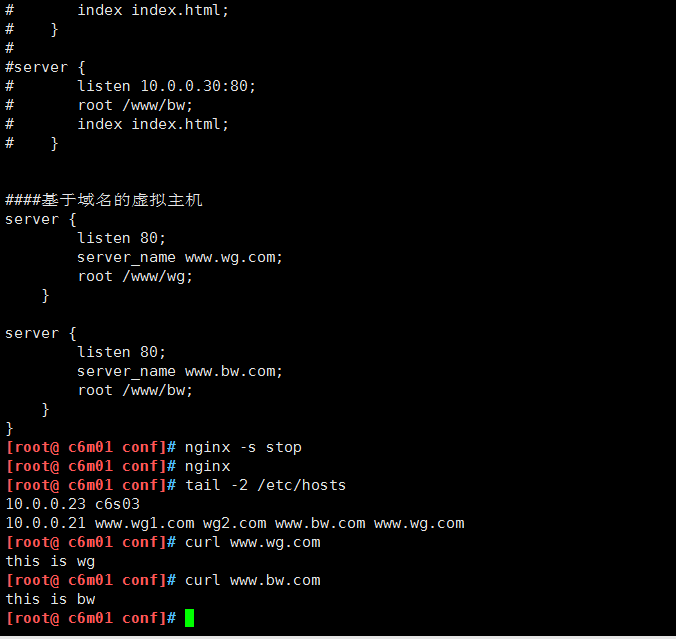 #       index index.html;
#    }
#
#server {
#       listen 10.0.0.30:80;
#       root /www/bw;
#       index index.html;
#    }
####基于域名的虚拟主机
server {
        listen 80;
        server_name www.wg.com;
        root /www/wg;
    }
server {
        listen 80;
        server_name www.bw.com;
        root /www/bw;
    }
}
[root@ c6m01 conf]# nginx -s stop
[root@ c6m01 conf]# nginx
[root@ c6m01 conf]# tail -2 /etc/hosts
10.0.0.23 c6s03
10.0.0.21 www.wg1.com wg2.com www.bw.com www.wg.com
[root@ c6m01 conf]# curl www.wg.com
this is wg
[root@ c6m01 conf]# curl www.bw.com
this is bw
[root@ c6m01 conf]#